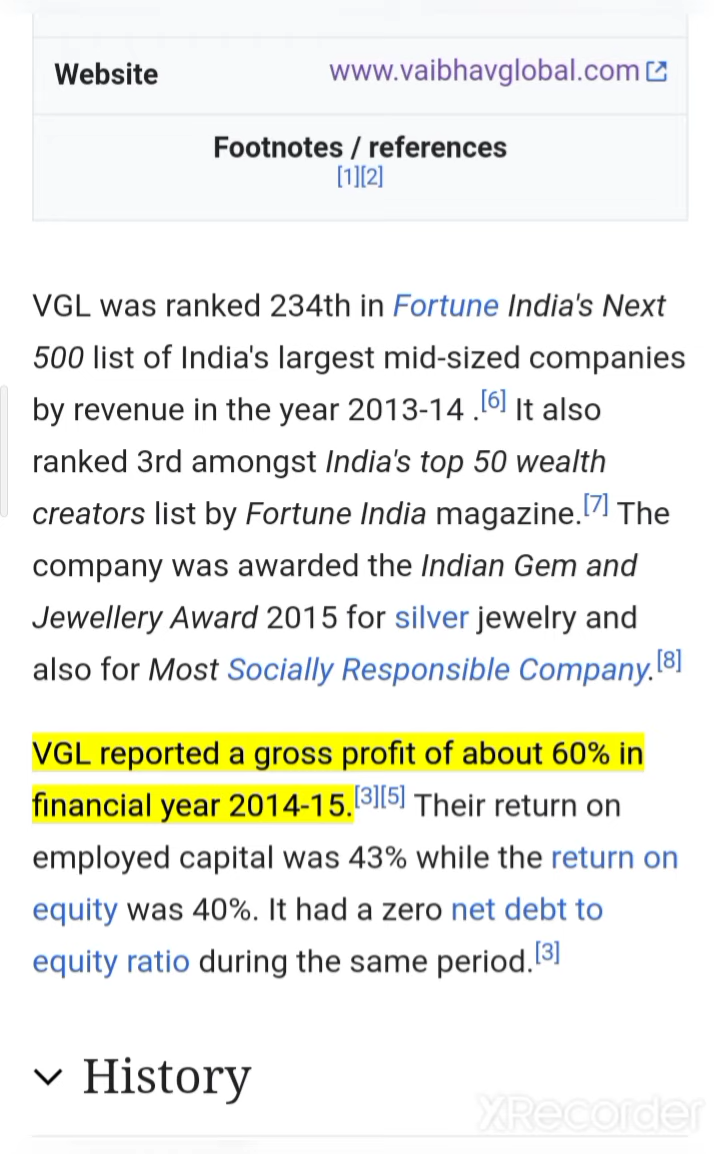 Website www.vaibhavglobal.com
Footnotes / references
[1][2]
VGL was ranked 234th in Fortune India's Next
500 list of India's largest mid-sized companies
by revenue in the year 2013-14 .[6] It also
ranked 3rd amongst India's top 50 wealth
creators list by Fortune India magazine.[7] The
company was awarded the Indian Gem and
Jewellery Award 2015 for silver jewelry and
also for Most Socially Responsible Company.[8]
VGL reported a gross profit of about 60% in
financial year 2014-15.[3][5] Their return on
employed capital was 43% while the return on
equity was 40%. It had a zero net debt to
equity ratio during the same period.[3]
History
XRecorder